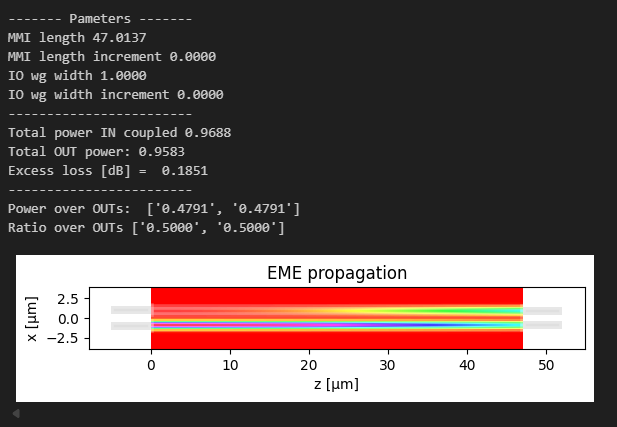 ------- Pameters -------
MMI length 47.0137
MMI length increment 0.0000
IO wg width 1.0000
IO wg width increment 0.0000
------------------------
Total power IN coupled 0.9688
Total OUT power: 0.9583
Excess loss [dB] =  0.1851
------------------------
Power over OUTs:  ['0.4791', '0.4791']
Ratio over OUTs ['0.5000', '0.5000']
EME propagation
x [μm]
2.5
0.0
−2.5
0 10 20 30 40 50
z [μm]